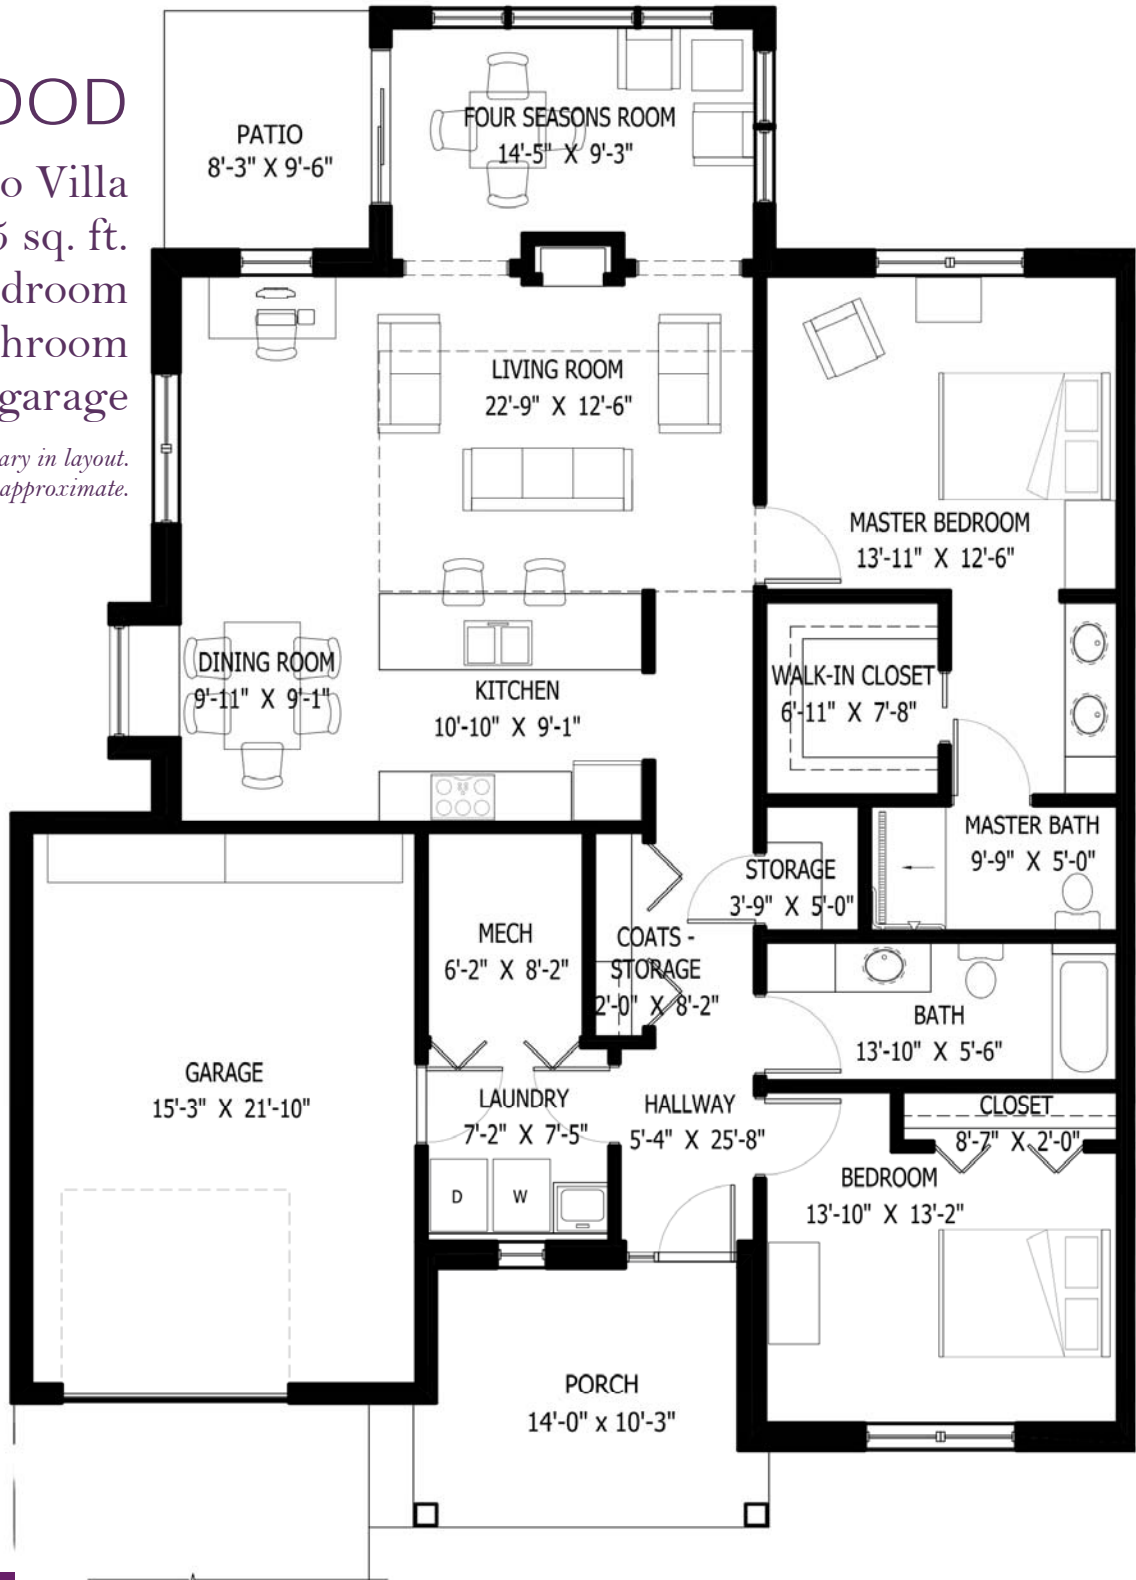 OOD
o Villa
sq. ft.
droom
hroom
garage
ary in layout.
approximate.
PATIO
8'-3" X 9'-6"
FOUR SEASONS ROOM
14'-5" X 9'-3"
LIVING ROOM
22'-9" X 12'-6"
MASTER BEDROOM
13'-11" X 12'-6"
DINING ROOM
9'-11" X 9'-1"
KITCHEN
10'-10" X 9'-1"
WALK-IN CLOSET
6'-11" X 7'-8"
MASTER BATH
9'-9" X 5'-0"
STORAGE
3'-9" X 5'-0"
MECH
6'-2" X 8'-2"
COATS -
STORAGE
2'-0" X 8'-2"
BATH
13'-10" X 5'-6"
GARAGE
15'-3" X 21'-10"
LAUNDRY
7'-2" X 7'-5"
HALLWAY
5'-4" X 25'-8"
CLOSET
8'-7" X 2'-0"
BEDROOM
13'-10" X 13'-2"
D
W
PORCH
14'-0" x 10'-3"